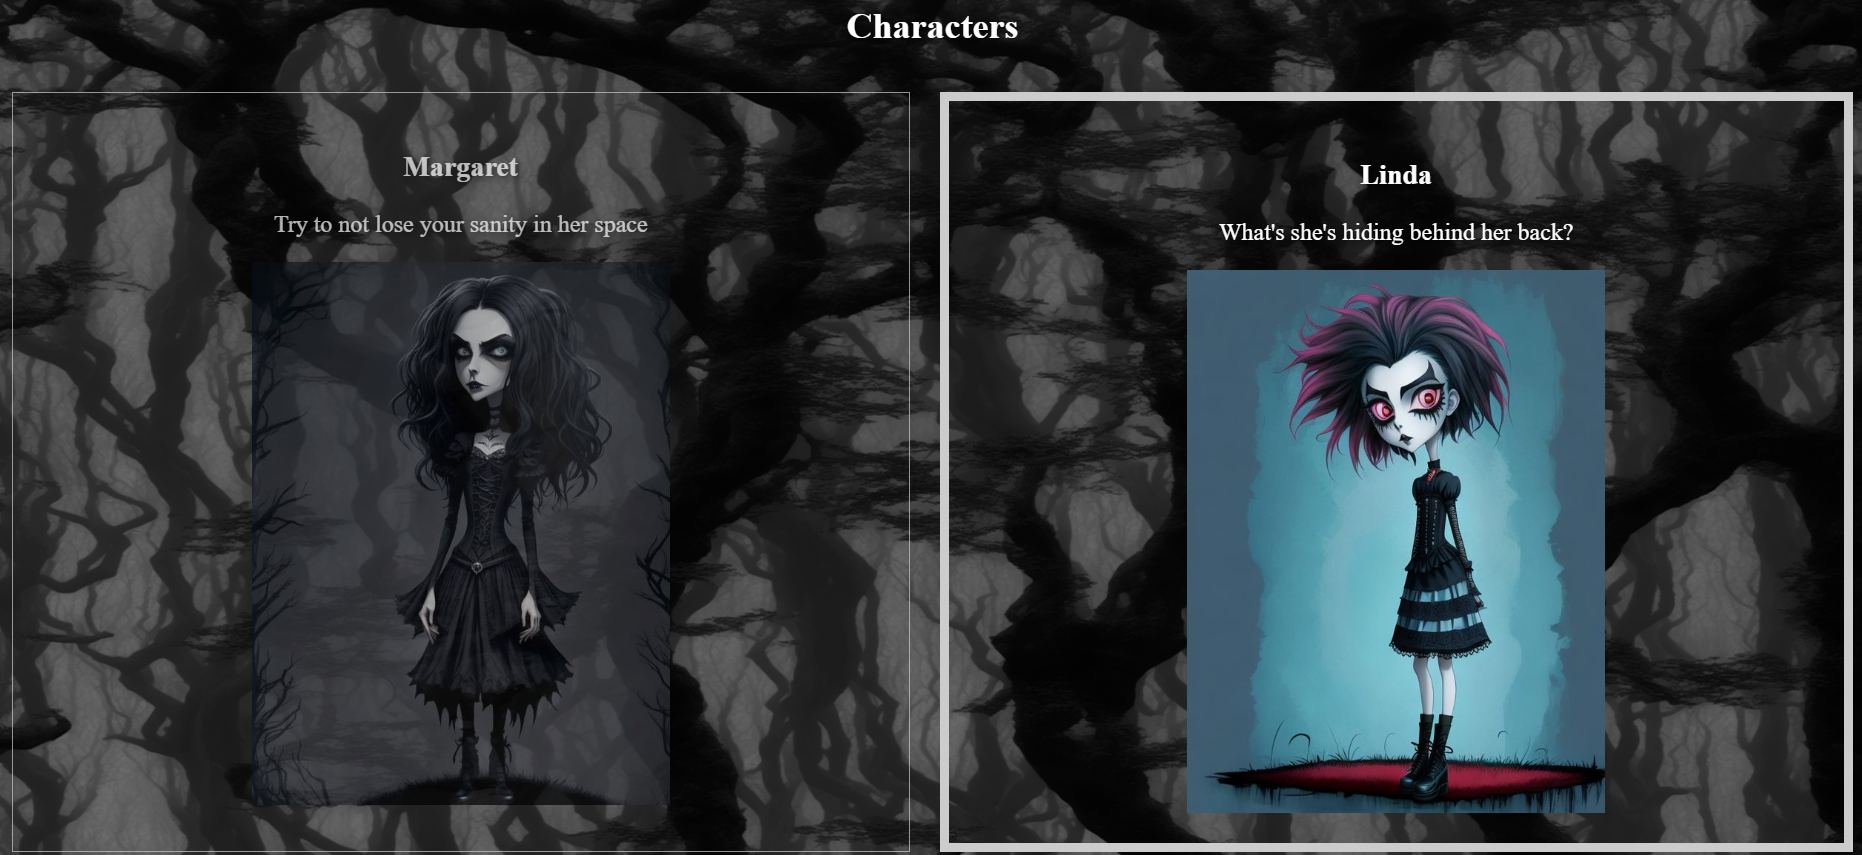 Characters
Margaret
Try to not lose your sanity in her space
Linda
What's she's hiding behind her back?